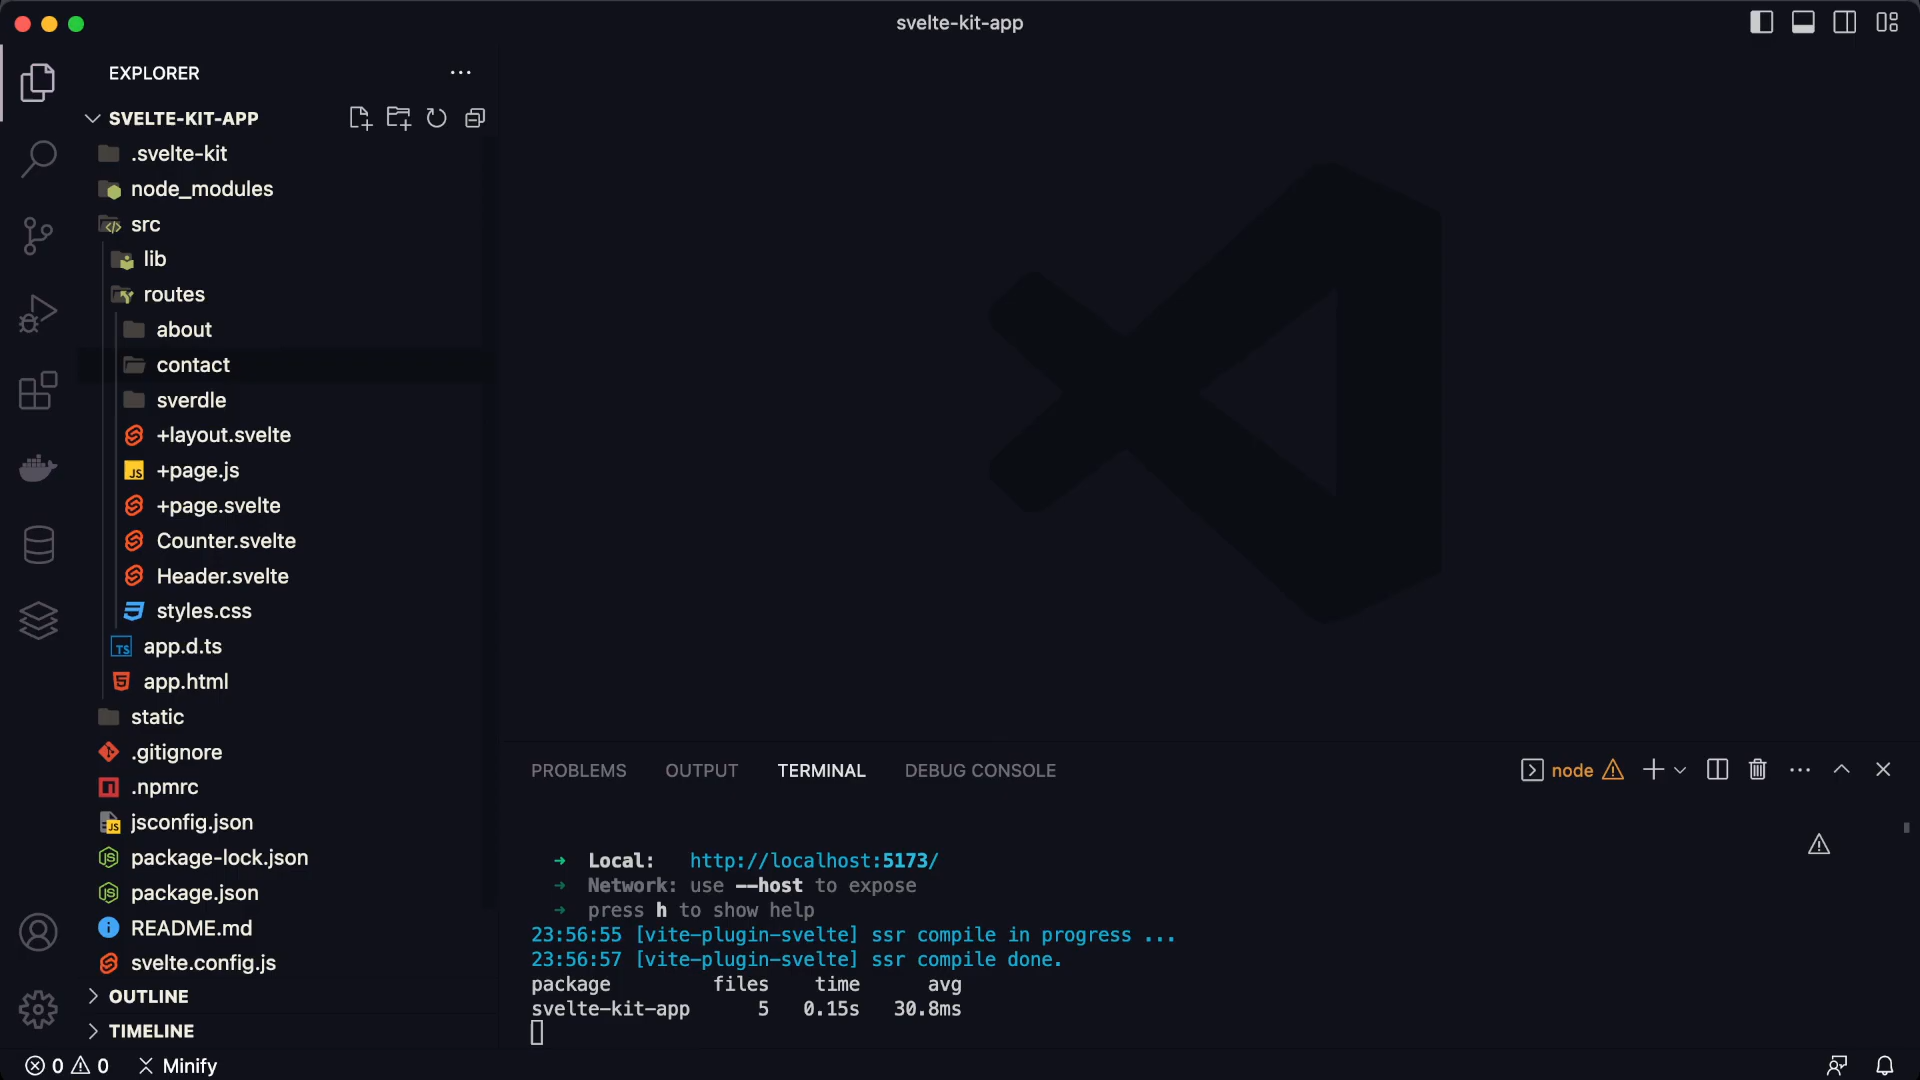 svelte-kit-app
EXPLORER
SVELTE-KIT-APP
.svelte-kit
node_modules
src
lib
routes
about
contact
sverdle
+layout.svelte
JS +page.js
+page.svelte
Counter.svelte
Header.svelte
styles.css
TS app.d.ts
app.html
static
.gitignore
.npmrc
jsconfig.json
package-lock.json
package.json
README.md
svelte.config.js
OUTLINE
TIMELINE
PROBLEMS OUTPUT TERMINAL DEBUG CONSOLE node
➜ Local: http://localhost:5173/
➜ Network: use --host to expose
➜ press h to show help
23:56:55 [vite-plugin-svelte] ssr compile in progress ...
23:56:57 [vite-plugin-svelte] ssr compile done.
package files time avg
svelte-kit-app 5 0.15s 30.8ms
0 0 Minify